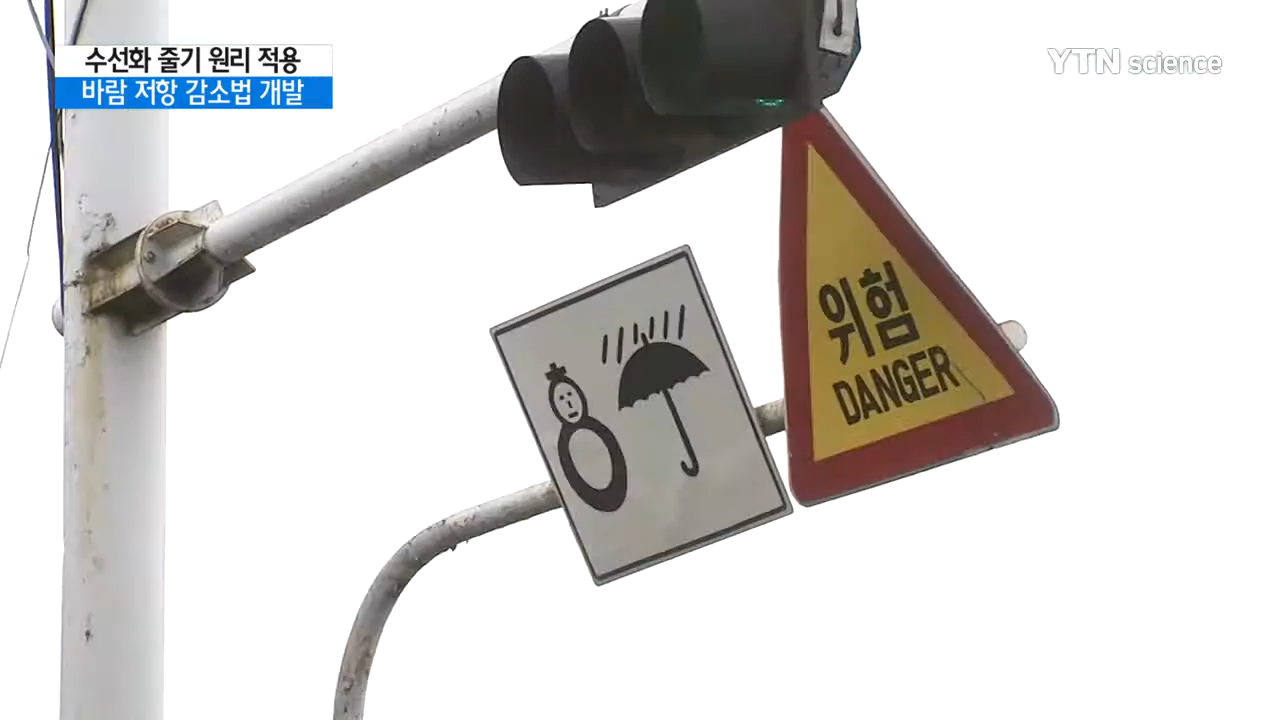 수선화 줄기 원리 적용
바람 저항 감소법 개발
YTN science
위험
DANGER